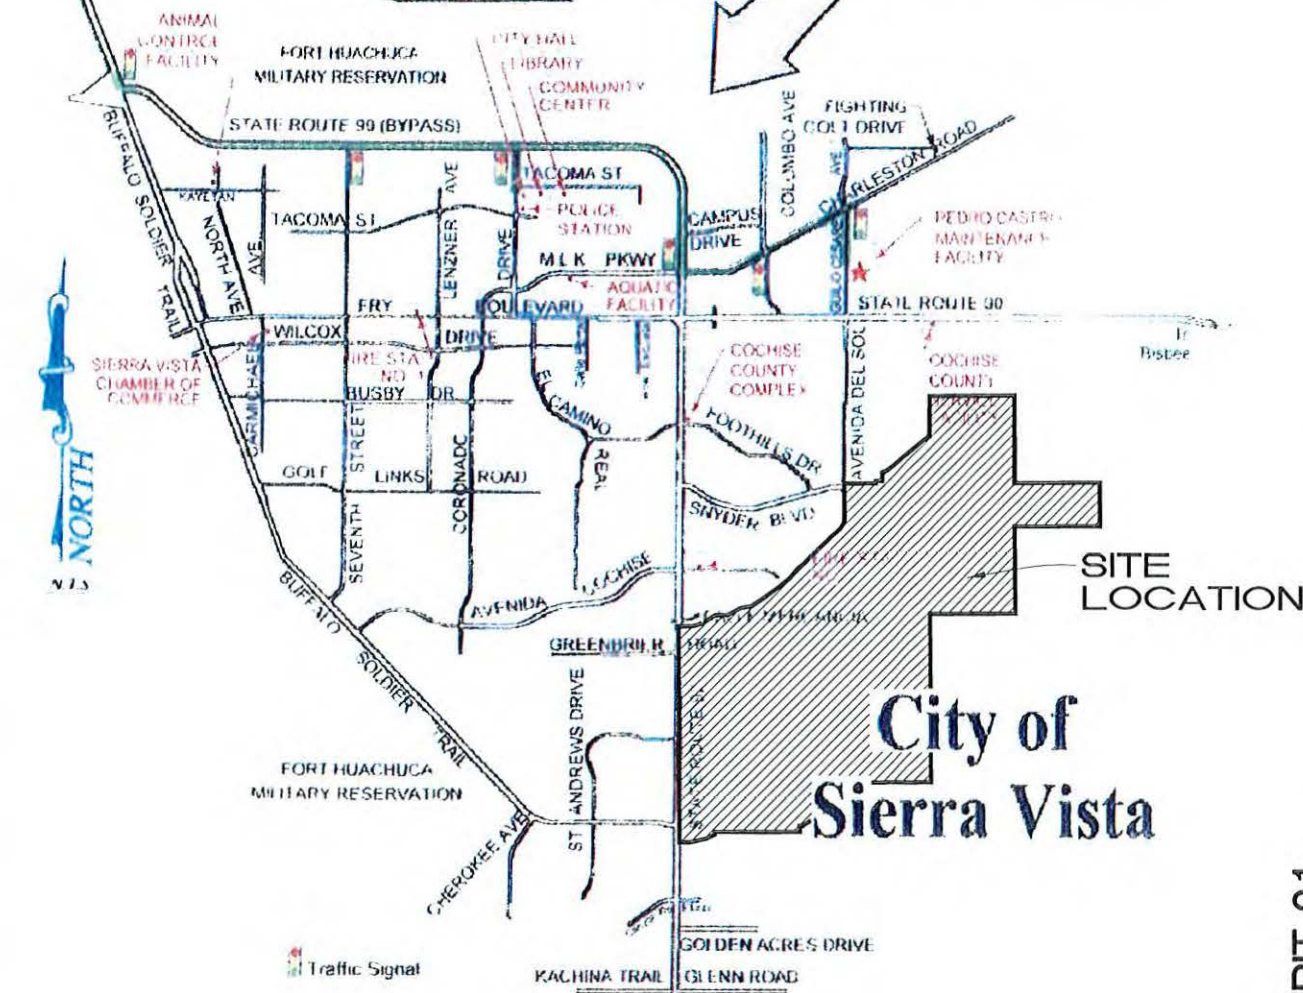 ANIMAL
CONTROL
FACILITY
FORT HUACHUCA
MILITARY RESERVATION
CITY HALL
LIBRARY
COMMUNITY
CENTER
STATE ROUTE 90 (BYPASS)
COLUMBO AVE
FIGHTING
COLT DRIVE
CHARLESTON ROAD
BUFFALO SOLDIER TRAIL
KAYETAN
NORTH AVE
AVE
TACOMA ST
LENZNER AVE
DRIVE
TACOMA ST
POLICE
STATION
CAMPUS
DRIVE
AVE
PEDRO CASTRO
MAINTENANCE
FACILITY
M L K PKWY
AQUATIC
FACILITY
FRY BOULEVARD
STATE ROUTE 90
Bisbee
WILCOX DRIVE
SIERRA VISTA
CHAMBER OF
COMMERCE
FIRE STA
NO 1
BUSBY DR
CARMICHAEL
SEVENTH STREET
CORONADO
EL CAMINO REAL
COCHISE
COUNTY
COMPLEX
COCHISE
COUNTY
FOOTHILLS DR
AVENIDA DEL SOL
GOLF LINKS ROAD
SNYDER BLVD
NORTH
N.T.S
AVENIDA COCHISE
SITE
LOCATION
GREENBRIER ROAD
BUFFALO SOLDIER TRAIL
ST ANDREWS DRIVE
STATE ROUTE
City of
Sierra Vista
FORT HUACHUCA
MILITARY RESERVATION
CHEROKEE AVE
GOLDEN ACRES DRIVE
Traffic Signal
KACHINA TRAIL
GLENN ROAD